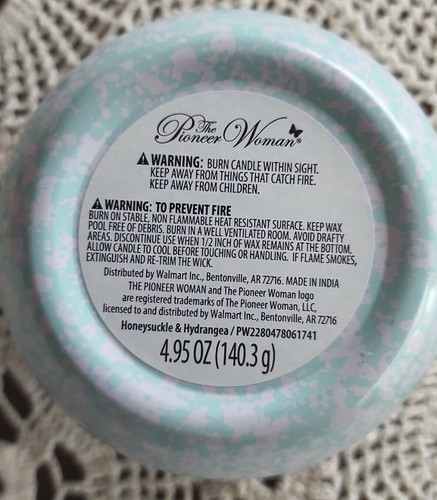 The
Pioneer Woman®
WARNING: BURN CANDLE WITHIN SIGHT.
KEEP AWAY FROM THINGS THAT CATCH FIRE.
KEEP AWAY FROM CHILDREN.
WARNING: TO PREVENT FIRE
BURN ON STABLE, NON FLAMMABLE HEAT RESISTANT SURFACE. KEEP WAX
POOL FREE OF DEBRIS. BURN IN A WELL VENTILATED ROOM. AVOID DRAFTY
AREAS. DISCONTINUE USE WHEN 1/2 INCH OF WAX REMAINS AT THE BOTTOM.
ALLOW CANDLE TO COOL BEFORE TOUCHING OR HANDLING. IF FLAME SMOKES,
EXTINGUISH AND RE-TRIM THE WICK.
Distributed by Walmart Inc., Bentonville, AR 72716. MADE IN INDIA
THE PIONEER WOMAN and The Pioneer Woman logo
are registered trademarks of The Pioneer Woman, LLC,
licensed to and distributed by Walmart Inc., Bentonville, AR 72716
Honeysuckle & Hydrangea / PW2280478061741
4.95 OZ (140.3 g)